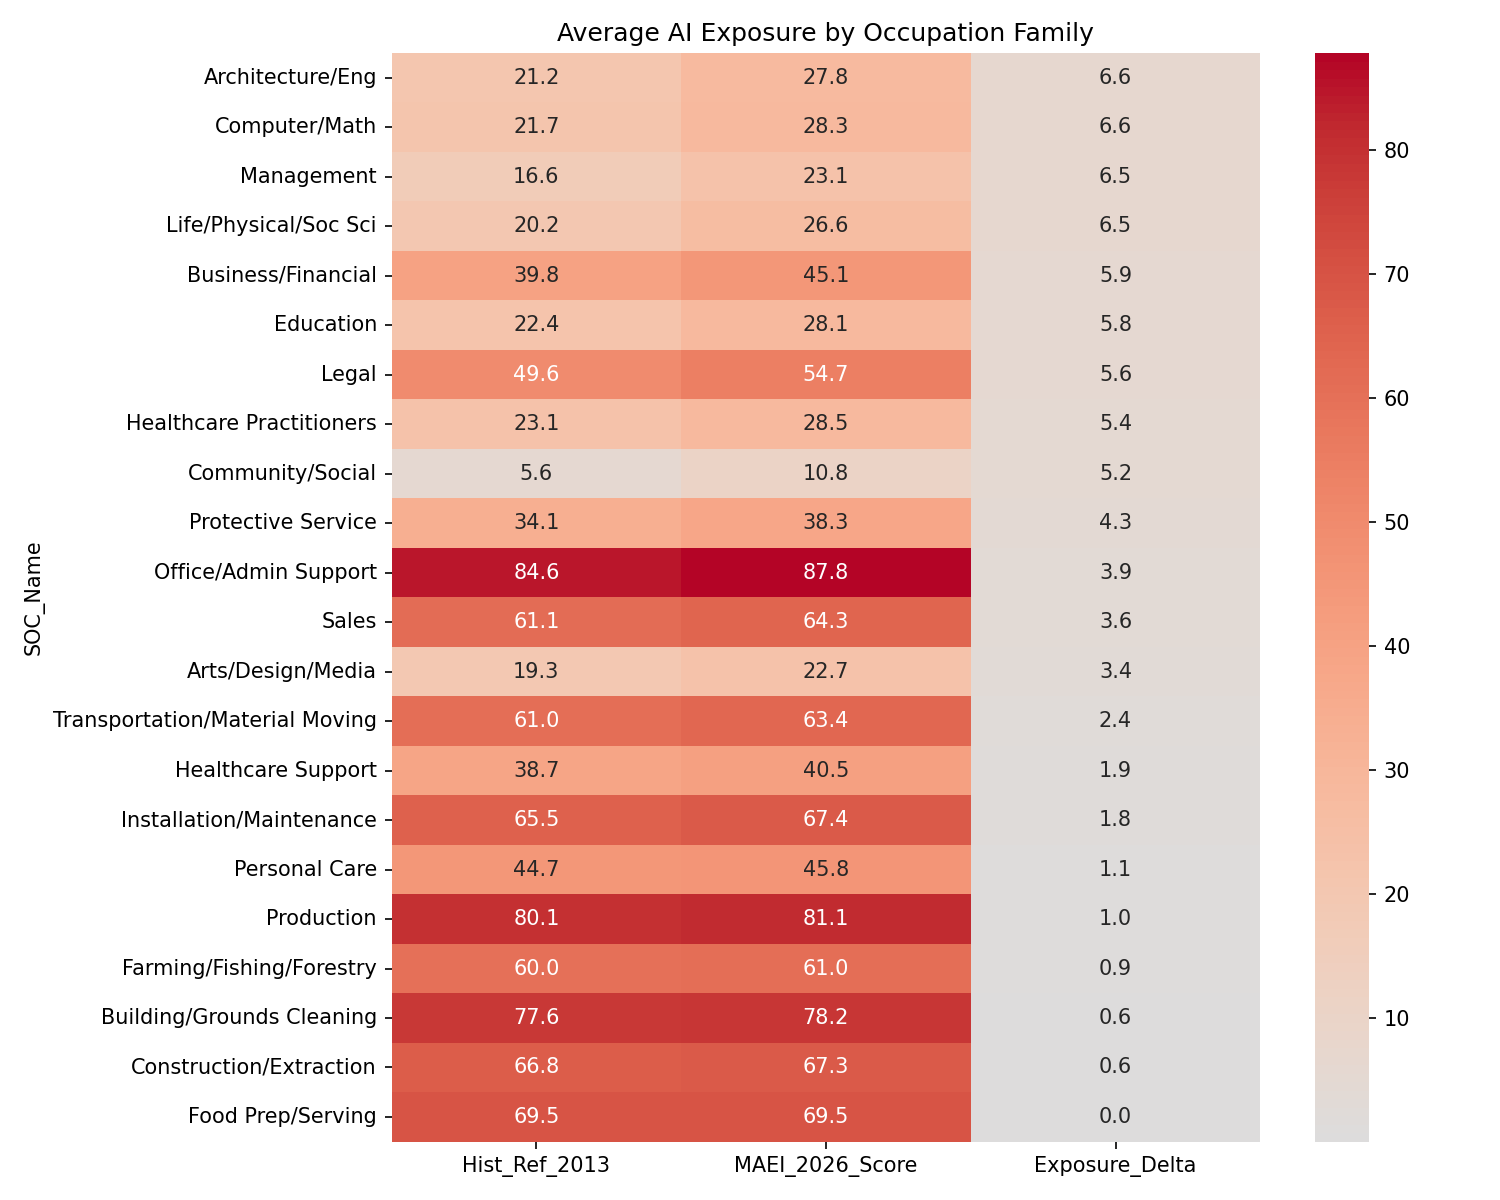 Average AI Exposure by Occupation Family
SOC_Name
Architecture/Eng 21.2 27.8 6.6
Computer/Math 21.7 28.3 6.6
Management 16.6 23.1 6.5
Life/Physical/Soc Sci 20.2 26.6 6.5
Business/Financial 39.8 45.1 5.9
Education 22.4 28.1 5.8
Legal 49.6 54.7 5.6
Healthcare Practitioners 23.1 28.5 5.4
Community/Social 5.6 10.8 5.2
Protective Service 34.1 38.3 4.3
Office/Admin Support 84.6 87.8 3.9
Sales 61.1 64.3 3.6
Arts/Design/Media 19.3 22.7 3.4
Transportation/Material Moving 61.0 63.4 2.4
Healthcare Support 38.7 40.5 1.9
Installation/Maintenance 65.5 67.4 1.8
Personal Care 44.7 45.8 1.1
Production 80.1 81.1 1.0
Farming/Fishing/Forestry 60.0 61.0 0.9
Building/Grounds Cleaning 77.6 78.2 0.6
Construction/Extraction 66.8 67.3 0.6
Food Prep/Serving 69.5 69.5 0.0
Hist_Ref_2013 MAEI_2026_Score Exposure_Delta
80
70
60
50
40
30
20
10